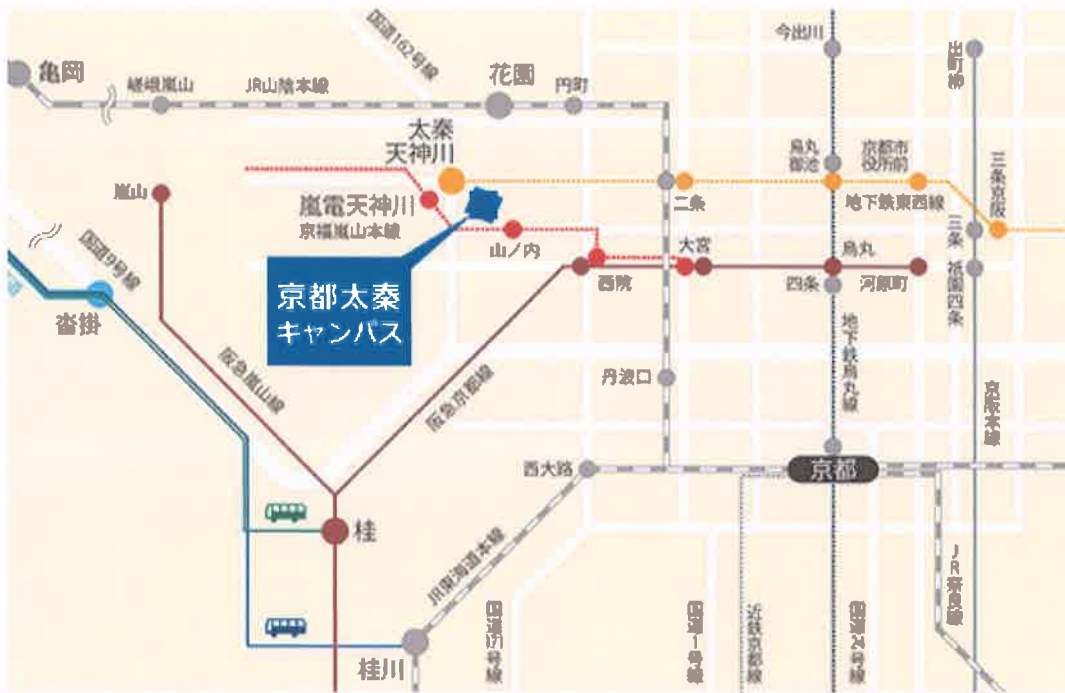 国道162号線
今出川
出町柳
亀岡
嵯峨嵐山
JR山陰本線
花園
円町
太秦
天神川
烏丸
御池
京都市
役所前
三条京阪
嵐山
嵐電天神川
京福嵐山本線
二条
地下鉄東西線
山ノ内
大宮
烏丸
三条
国道9号線
京都太秦
キャンパス
西院
四条
河原町
祇園四条
沓掛
阪急嵐山線
阪急京都線
丹波口
地下鉄烏丸線
京阪本線
西大路
京都
桂
JR東海道本線
JR奈良線
桂川
国道171号線
国道1号線
近鉄京都線
国道24号線